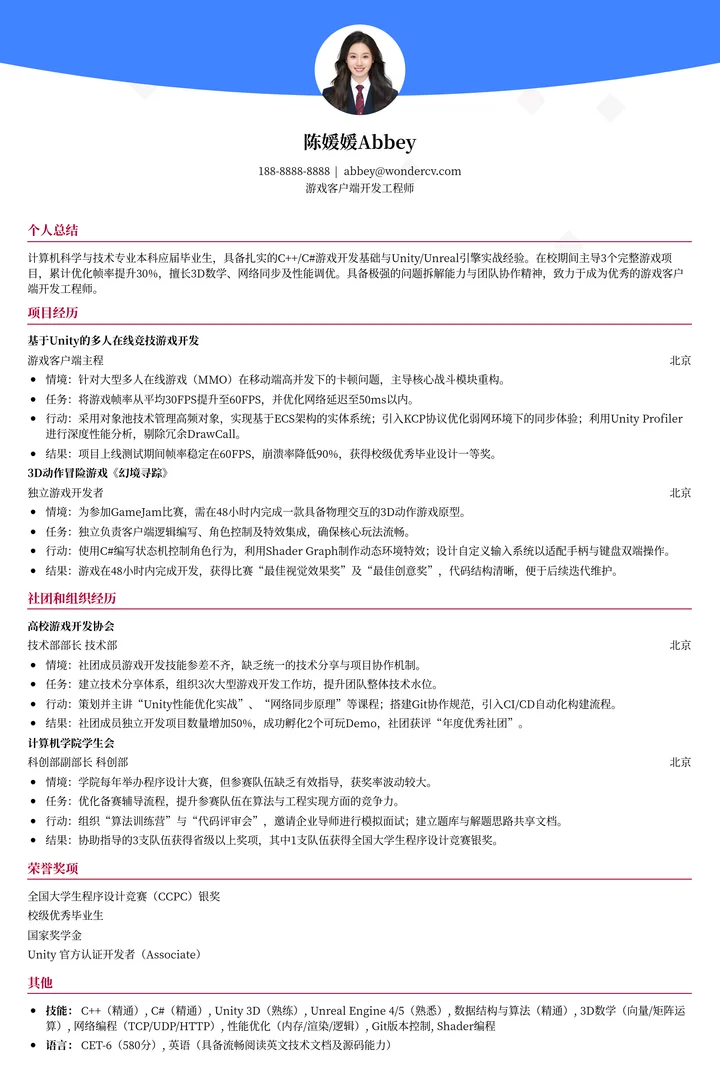 陈媛媛Abbey
188-8888-8888 | abbey@wondercv.com
游戏客户端开发工程师
个人总结
计算机科学与技术专业本科应届毕业生，具备扎实的C++/C#游戏开发基础与Unity/Unreal引擎实战经验。在校期间主导3个完整游戏项
目，累计优化帧率提升30%，擅长3D数学、网络同步及性能调优。具备极强的问题拆解能力与团队协作精神，致力于成为优秀的游戏客户
端开发工程师。
项目经历
基于Unity的多人在线竞技游戏开发
游戏客户端主程 北京
• 情境：针对大型多人在线游戏（MMO）在移动端高并发下的卡顿问题，主导核心战斗模块重构。
• 任务：将游戏帧率从平均30FPS提升至60FPS，并优化网络延迟至50ms以内。
• 行动：采用对象池技术管理高频对象，实现基于ECS架构的实体系统；引入KCP协议优化弱网环境下的同步体验；利用Unity Profiler
进行深度性能分析，剔除冗余DrawCall。
• 结果：项目上线测试期间帧率稳定在60FPS，崩溃率降低90%，获得校级优秀毕业设计一等奖。
3D动作冒险游戏《幻境寻踪》
独立游戏开发者 北京
• 情境：为参加GameJam比赛，需在48小时内完成一款具备物理交互的3D动作游戏原型。
• 任务：独立负责客户端逻辑编写、角色控制及特效集成，确保核心玩法流畅。
• 行动：使用C#编写状态机控制角色行为，利用Shader Graph制作动态环境特效；设计自定义输入系统以适配手柄与键盘双端操作。
• 结果：游戏在48小时内完成开发，获得比赛“最佳视觉效果奖”及“最佳创意奖”，代码结构清晰，便于后续迭代维护。
社团和组织经历
高校游戏开发协会
技术部部长 技术部 北京
• 情境：社团成员游戏开发技能参差不齐，缺乏统一的技术分享与项目协作机制。
• 任务：建立技术分享体系，组织3次大型游戏开发工作坊，提升团队整体技术水位。
• 行动：策划并主讲“Unity性能优化实战”、“网络同步原理”等课程；搭建Git协作规范，引入CI/CD自动化构建流程。
• 结果：社团成员独立开发项目数量增加50%，成功孵化2个可玩Demo，社团获评“年度优秀社团”。
计算机学院学生会
科创部副部长 科创部 北京
• 情境：学院每年举办程序设计大赛，但参赛队伍缺乏有效指导，获奖率波动较大。
• 任务：优化备赛辅导流程，提升参赛队伍在算法与工程实现方面的竞争力。
• 行动：组织“算法训练营”与“代码评审会”，邀请企业导师进行模拟面试；建立题库与解题思路共享文档。
• 结果：协助指导的3支队伍获得省级以上奖项，其中1支队伍获得全国大学生程序设计竞赛银奖。
荣誉奖项
全国大学生程序设计竞赛（CCPC）银奖
校级优秀毕业生
国家奖学金
Unity 官方认证开发者（Associate）
其他
• 技能： C++（精通）, C#（精通）, Unity 3D（熟练）, Unreal Engine 4/5（熟悉）, 数据结构与算法（精通）, 3D数学（向量/矩阵运
算）, 网络编程（TCP/UDP/HTTP）, 性能优化（内存/渲染/逻辑）, Git版本控制, Shader编程
• 语言： CET-6（580分）, 英语（具备流畅阅读英文技术文档及源码能力）